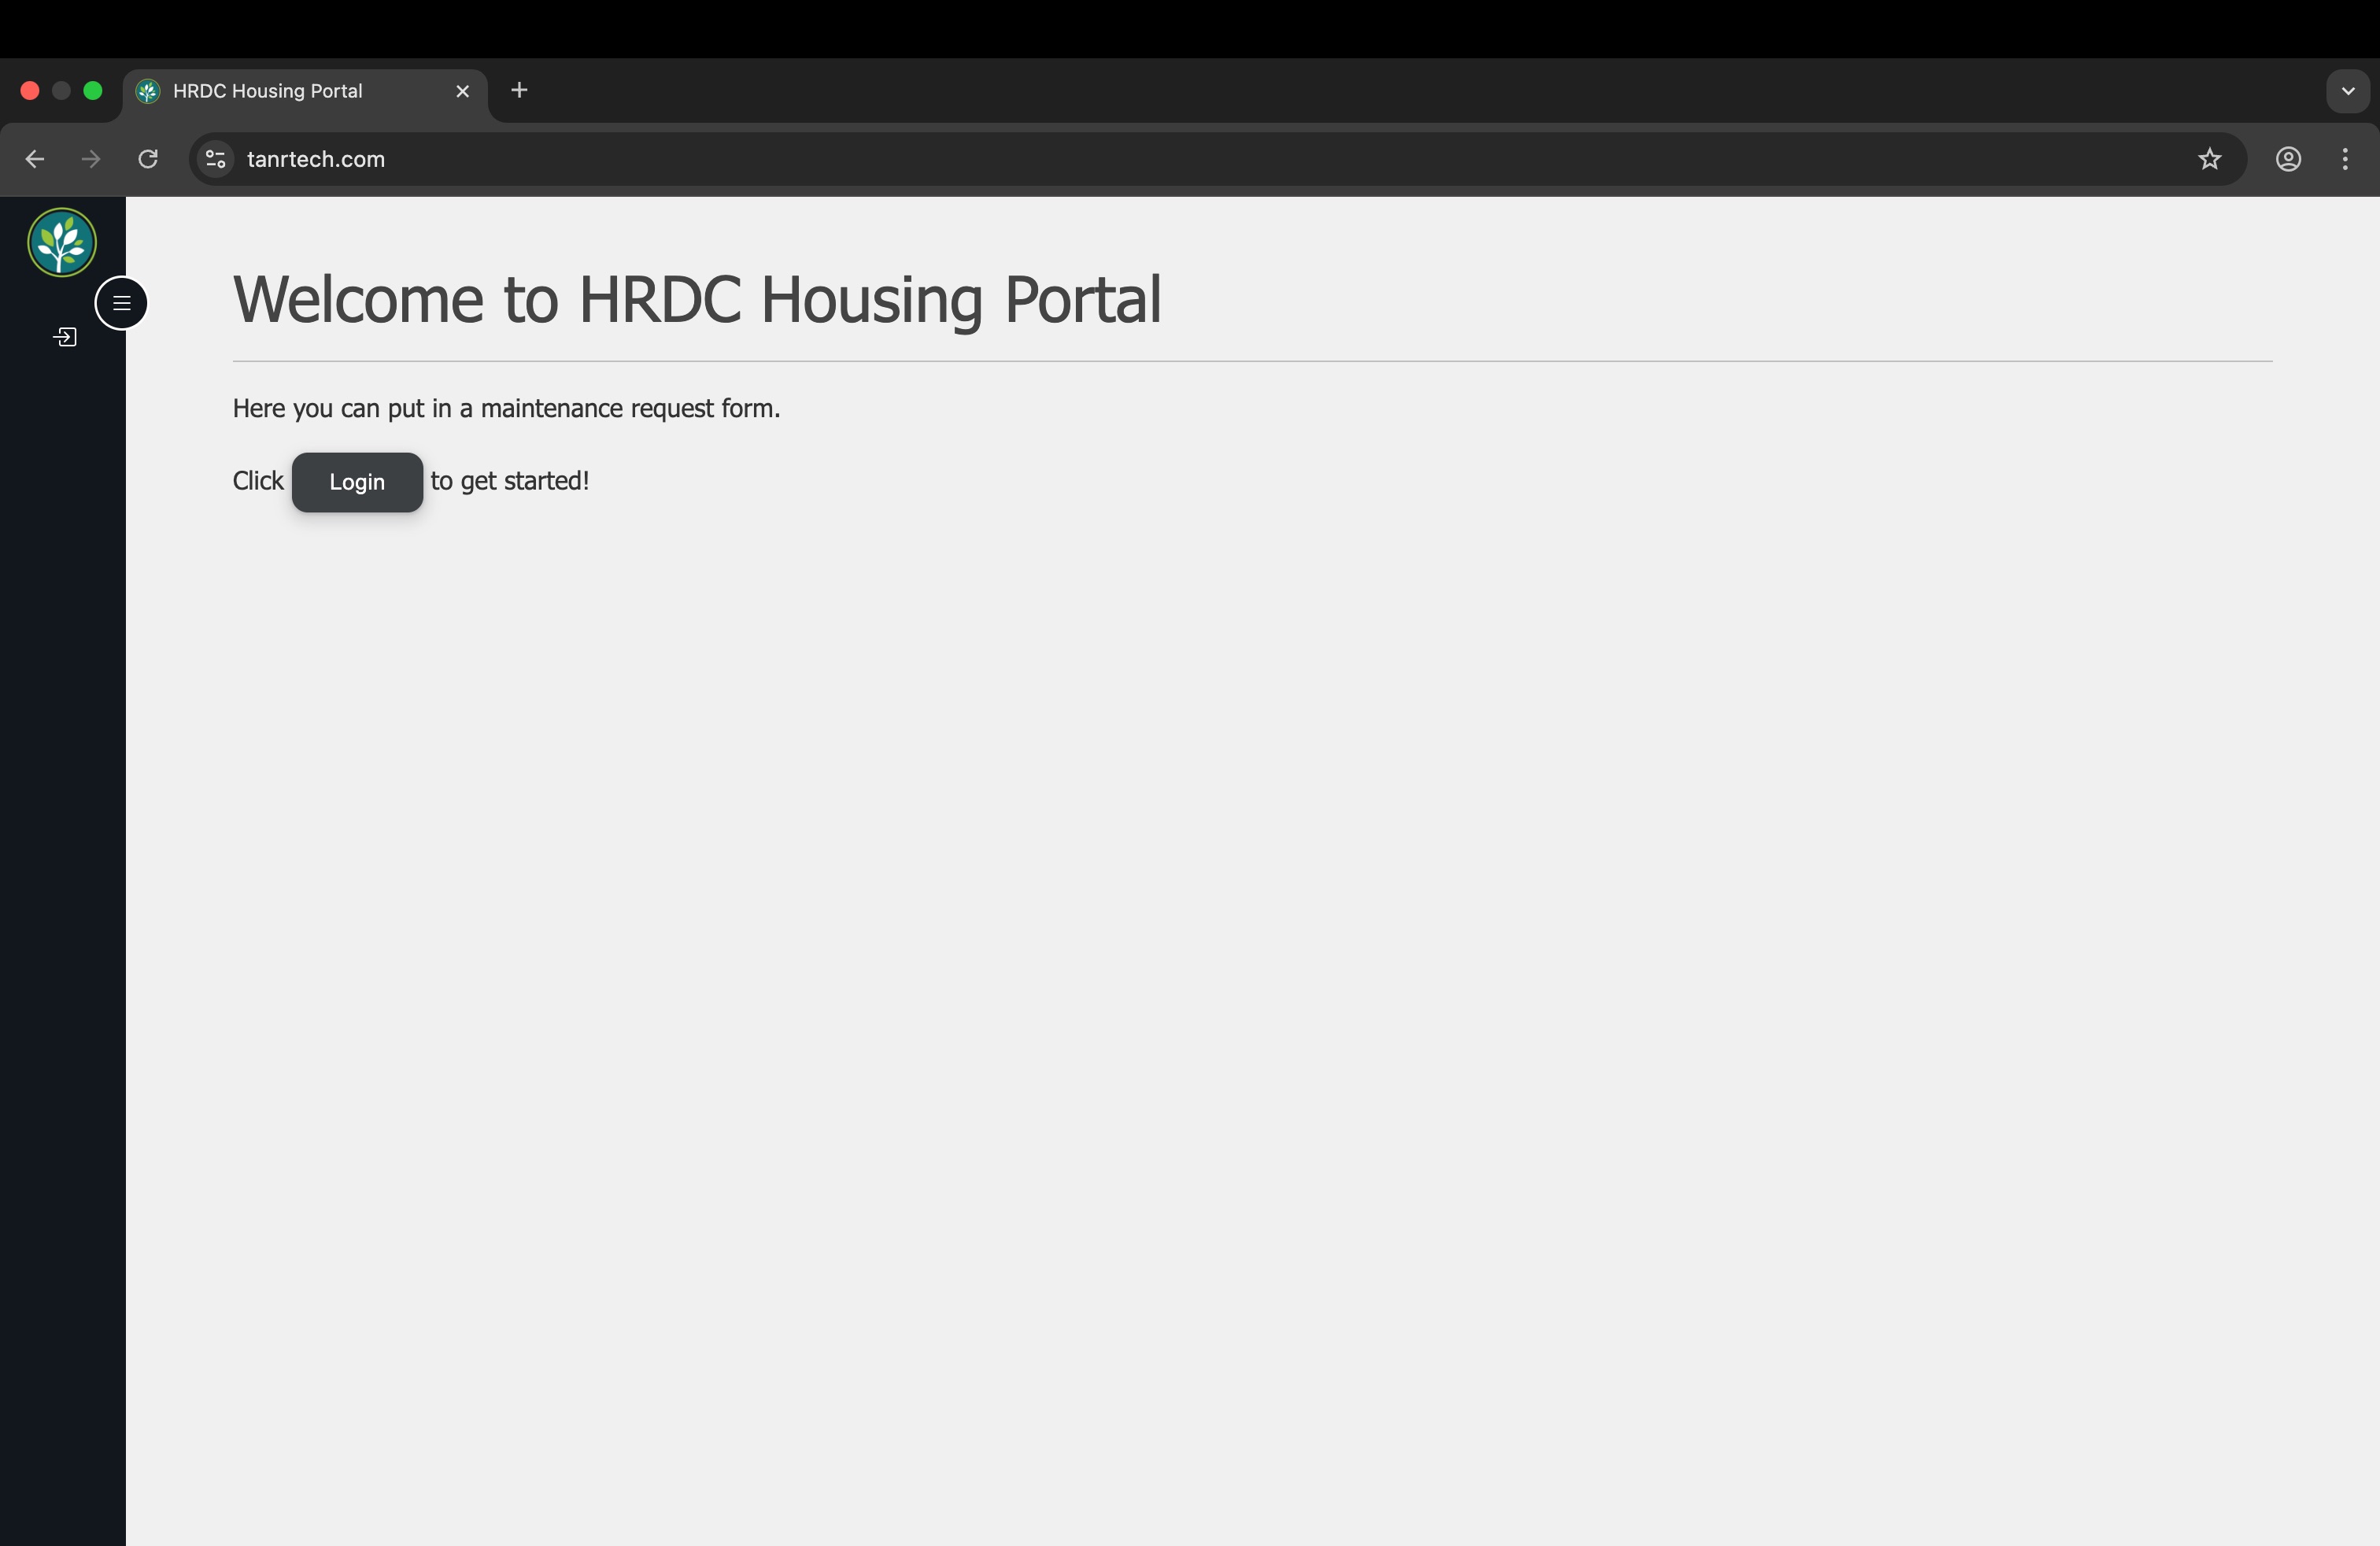 HRDC Housing Portal
tanrtech.com
Welcome to HRDC Housing Portal
Here you can put in a maintenance request form.
Click Login to get started!